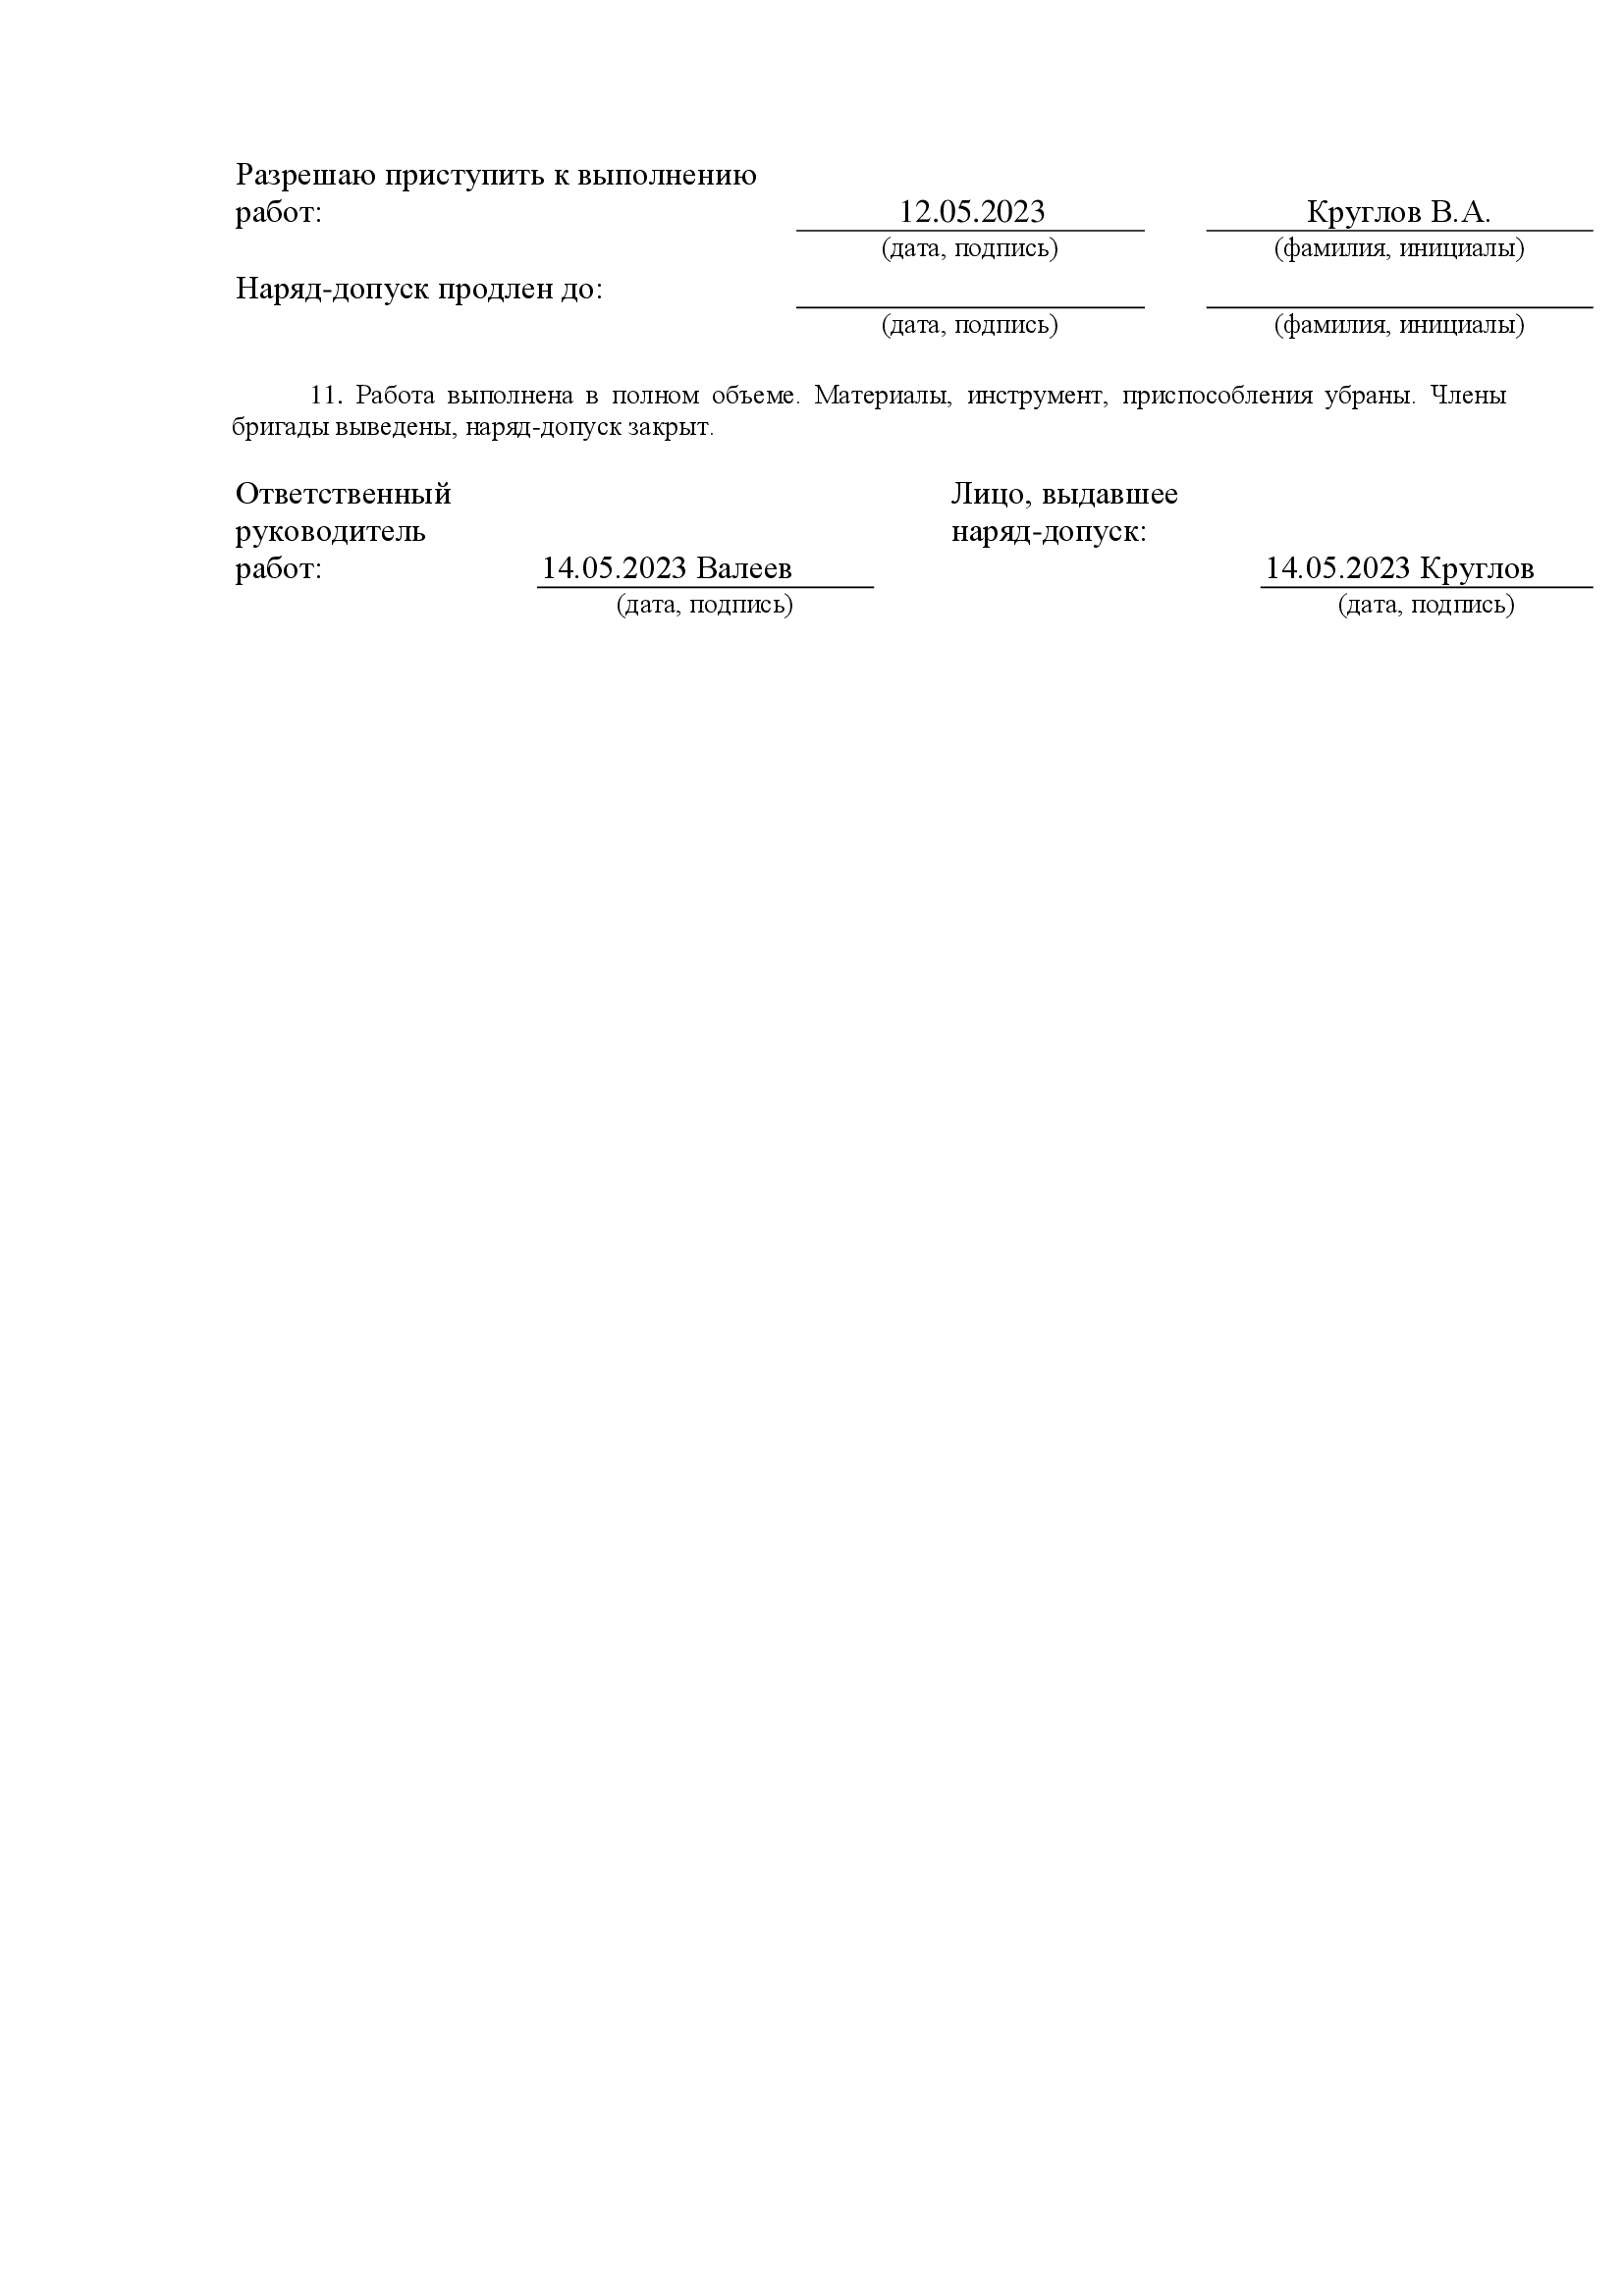 Разрешаю приступить к выполнению
работ: 12.05.2023 Круглов В.А.
(дата, подпись) (фамилия, инициалы)
Наряд-допуск продлен до:
(дата, подпись) (фамилия, инициалы)
11. Работа выполнена в полном объеме. Материалы, инструмент, приспособления убраны. Члены
бригады выведены, наряд-допуск закрыт.
Ответственный Лицо, выдавшее
руководитель наряд-допуск:
работ: 14.05.2023 Валеев 14.05.2023 Круглов
(дата, подпись) (дата, подпись)